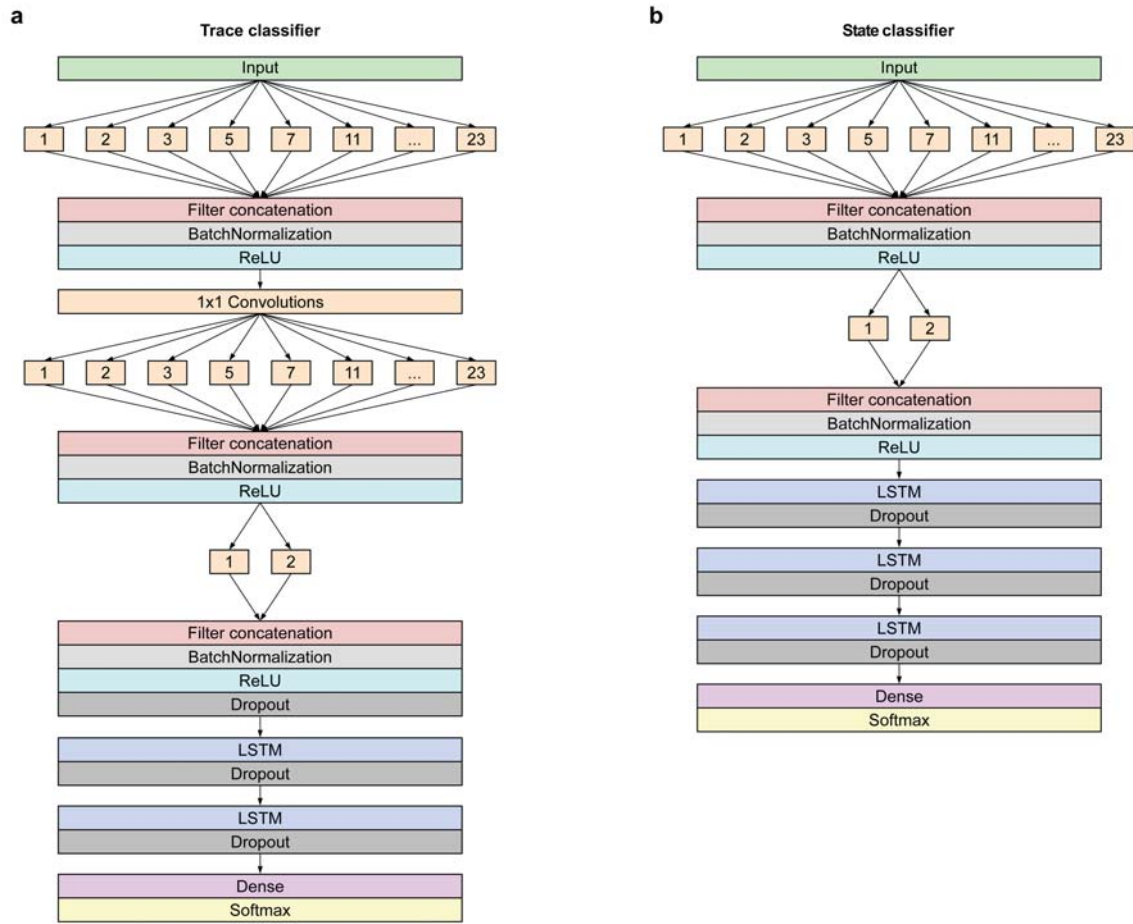 a
Trace classifier
Input
1 2 3 5 7 11 ... 23
Filter concatenation
BatchNormalization
ReLU
1x1 Convolutions
1 2 3 5 7 11 ... 23
Filter concatenation
BatchNormalization
ReLU
1 2
Filter concatenation
BatchNormalization
ReLU
Dropout
LSTM
Dropout
LSTM
Dropout
Dense
Softmax
b
State classifier
Input
1 2 3 5 7 11 ... 23
Filter concatenation
BatchNormalization
ReLU
1 2
Filter concatenation
BatchNormalization
ReLU
LSTM
Dropout
LSTM
Dropout
LSTM
Dropout
Dense
Softmax